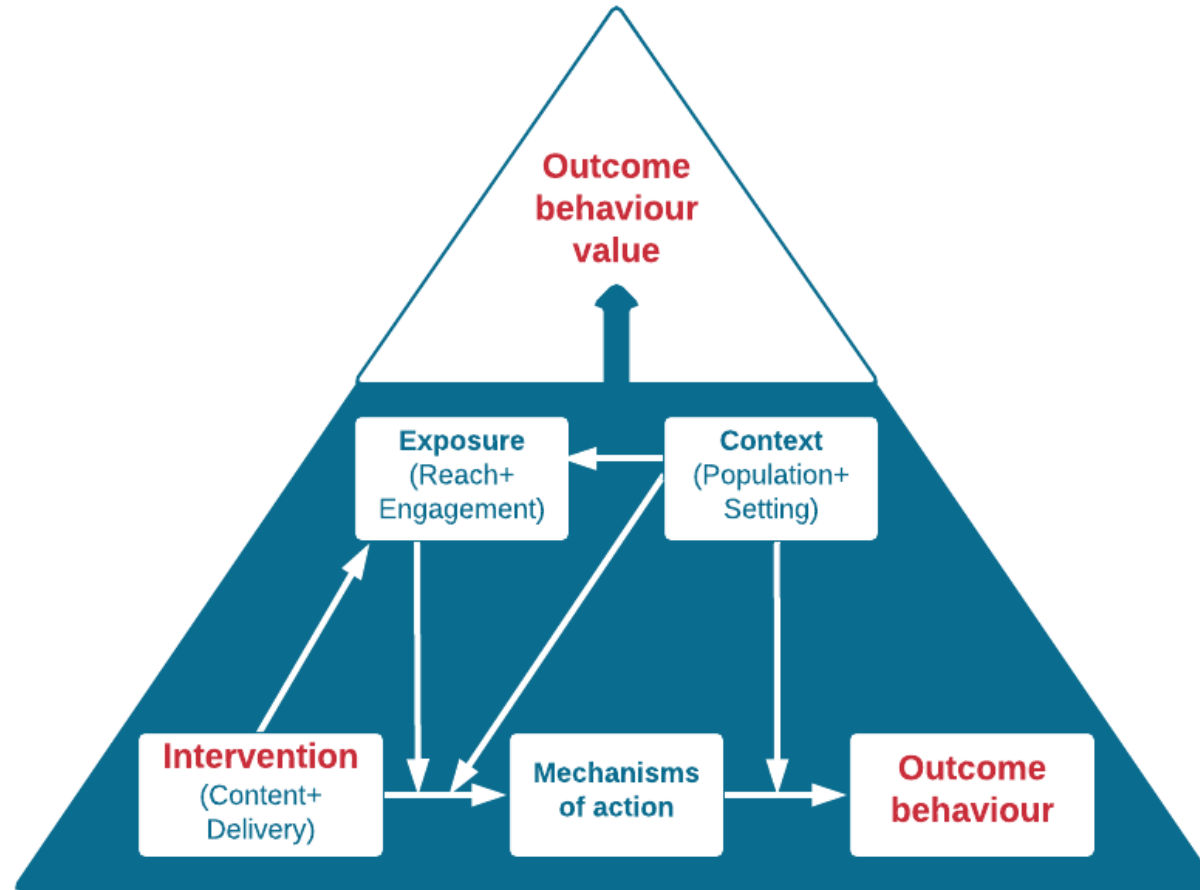 Outcome
behaviour
value
Exposure
(Reach+
Engagement)
Context
(Population+
Setting)
Intervention
(Content+
Delivery)
Mechanisms
of action
Outcome
behaviour